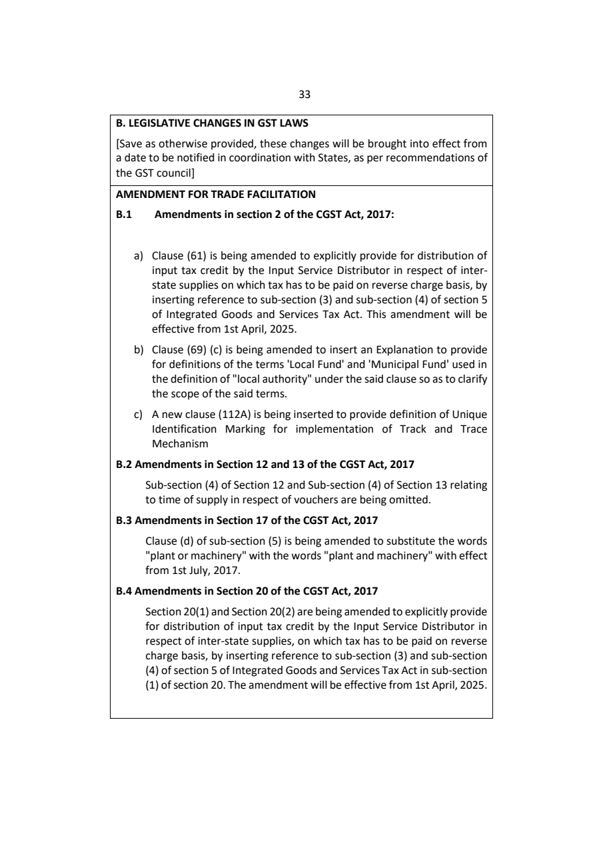 33
B. LEGISLATIVE CHANGES IN GST LAWS
[Save as otherwise provided, these changes will be brought into effect from
a date to be notified in coordination with States, as per recommendations of
the GST council]
AMENDMENT FOR TRADE FACILITATION
B.1 Amendments in section 2 of the CGST Act, 2017:
a) Clause (61) is being amended to explicitly provide for distribution of
input tax credit by the Input Service Distributor in respect of inter-
state supplies on which tax has to be paid on reverse charge basis, by
inserting reference to sub-section (3) and sub-section (4) of section 5
of Integrated Goods and Services Tax Act. This amendment will be
effective from 1st April, 2025.
b) Clause (69) (c) is being amended to insert an Explanation to provide
for definitions of the terms 'Local Fund' and 'Municipal Fund' used in
the definition of "local authority" under the said clause so as to clarify
the scope of the said terms.
c) A new clause (112A) is being inserted to provide definition of Unique
Identification Marking for implementation of Track and Trace
Mechanism
B.2 Amendments in Section 12 and 13 of the CGST Act, 2017
Sub-section (4) of Section 12 and Sub-section (4) of Section 13 relating
to time of supply in respect of vouchers are being omitted.
B.3 Amendments in Section 17 of the CGST Act, 2017
Clause (d) of sub-section (5) is being amended to substitute the words
"plant or machinery" with the words "plant and machinery" with effect
from 1st July, 2017.
B.4 Amendments in Section 20 of the CGST Act, 2017
Section 20(1) and Section 20(2) are being amended to explicitly provide
for distribution of input tax credit by the Input Service Distributor in
respect of inter-state supplies, on which tax has to be paid on reverse
charge basis, by inserting reference to sub-section (3) and sub-section
(4) of section 5 of Integrated Goods and Services Tax Act in sub-section
(1) of section 20. The amendment will be effective from 1st April, 2025.